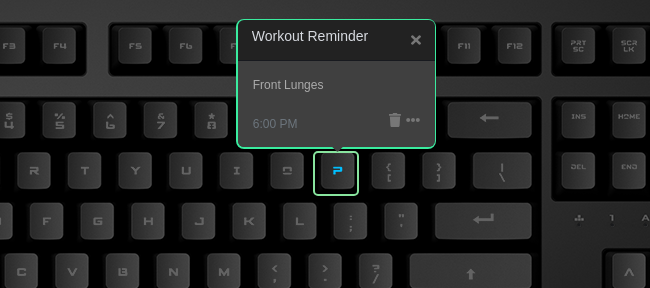 Workout Reminder ×
Front Lunges
6:00 PM
F3 F4 F5 F6 F11 F12 PRT SC SCR LK
$ 4 % 5 ^ 6 & 7 * 8 INS HOME
R T Y U I O P { [ } ] | \ DEL END
F G H J K L : ; " ' 1 A
C V B N M < , > . ? /